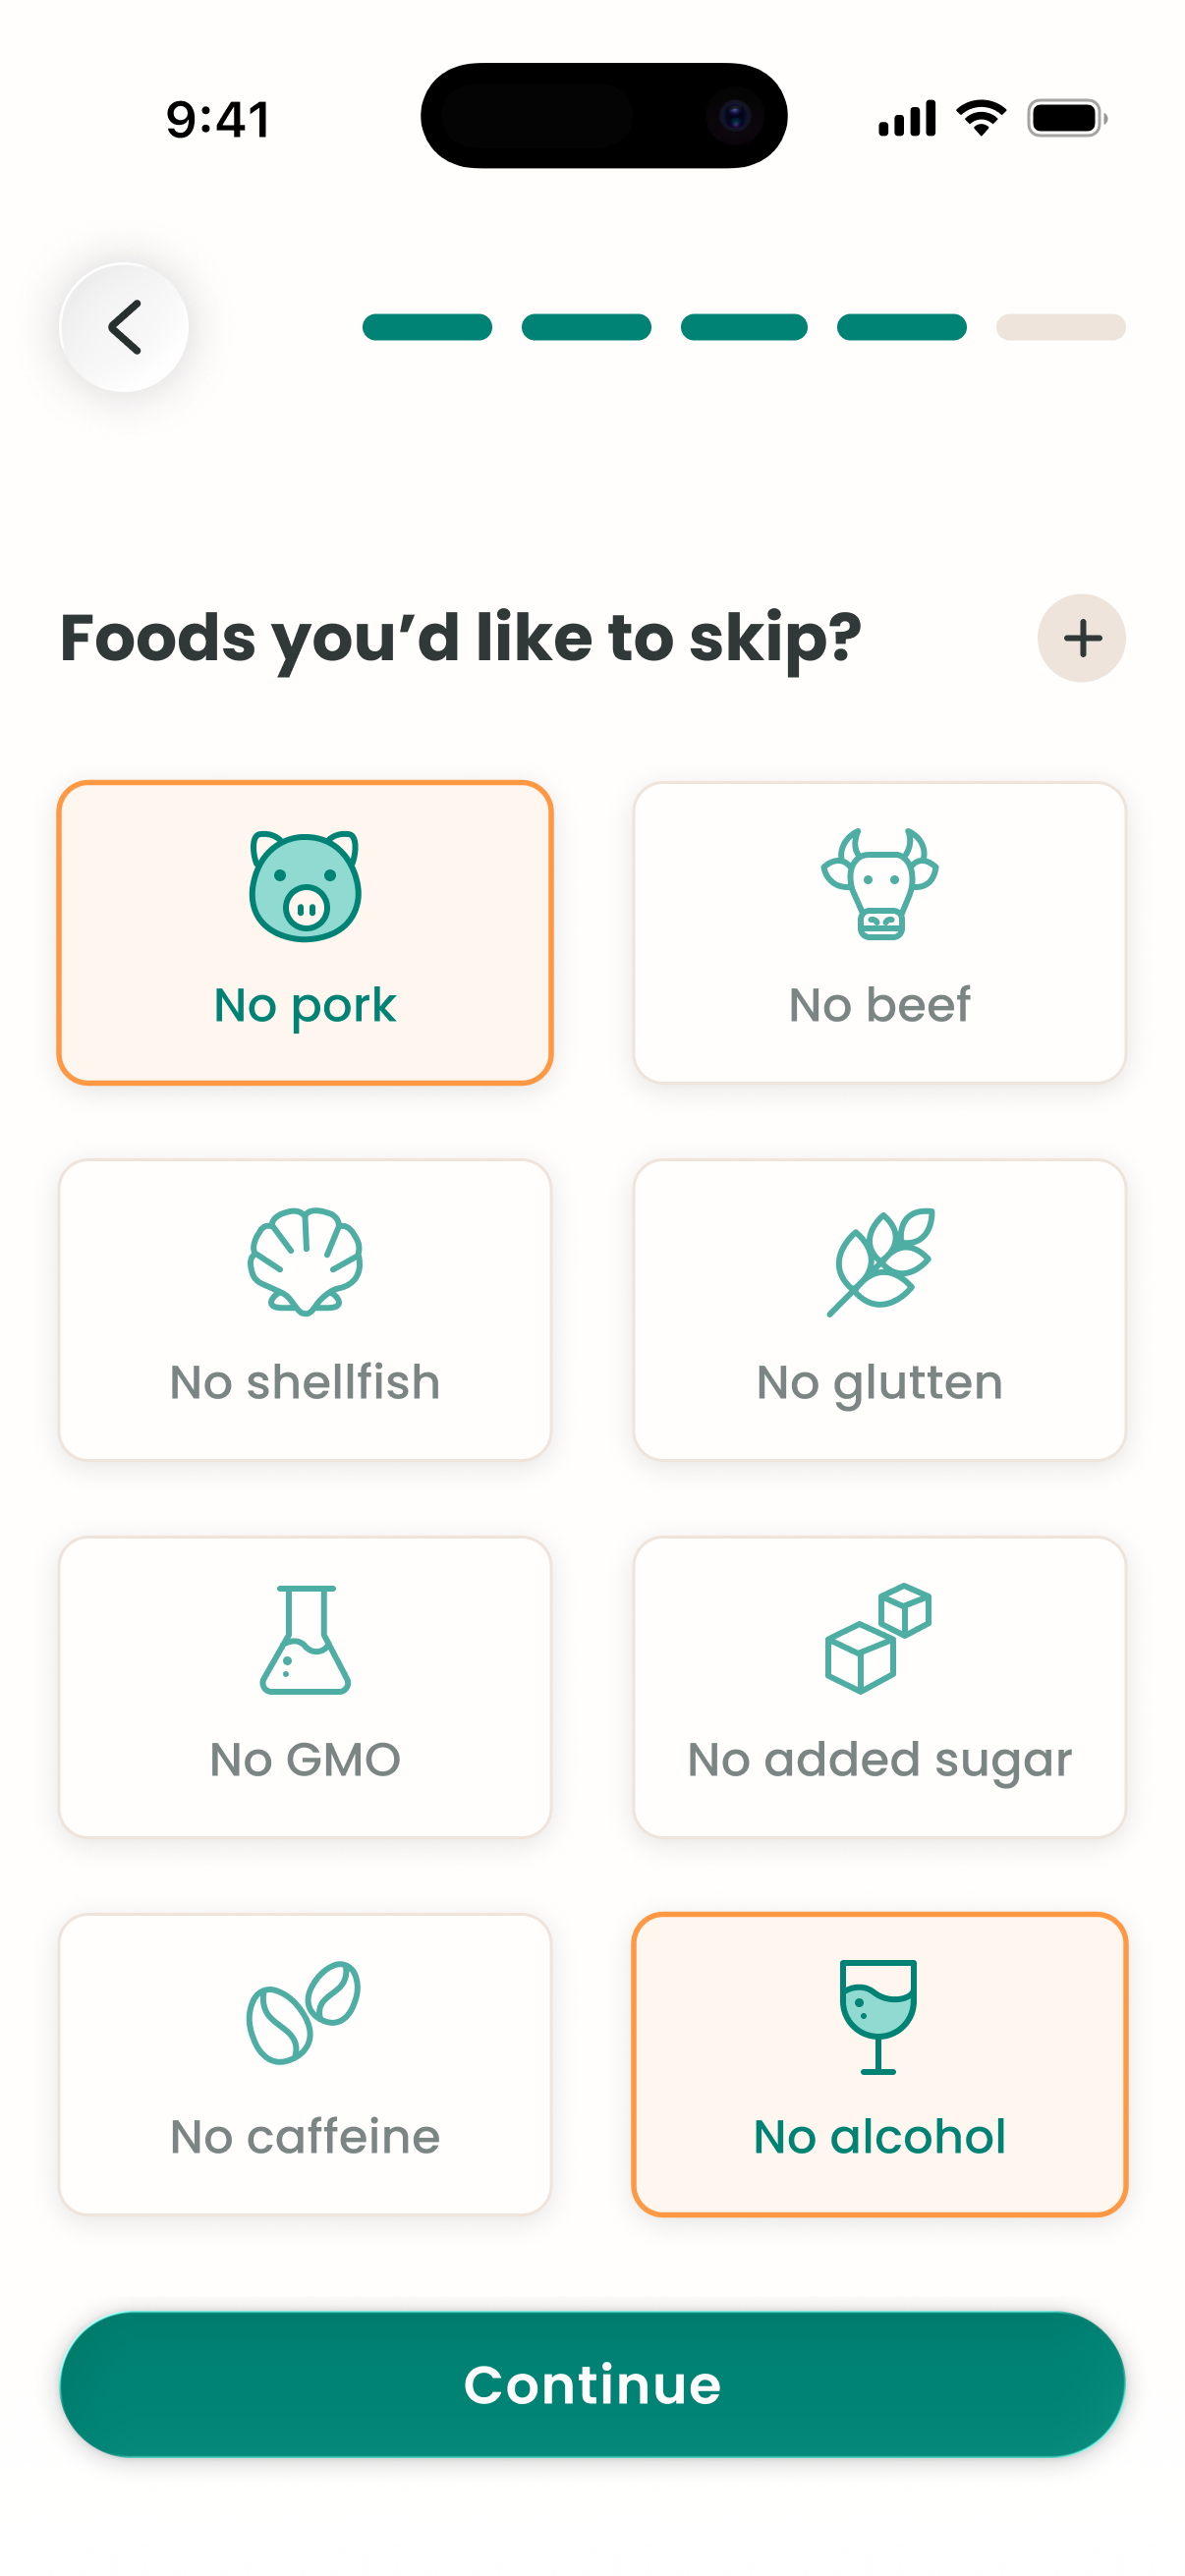 9:41
Foods you’d like to skip?
No pork
No beef
No shellfish
No glutten
No GMO
No added sugar
No caffeine
No alcohol
Continue